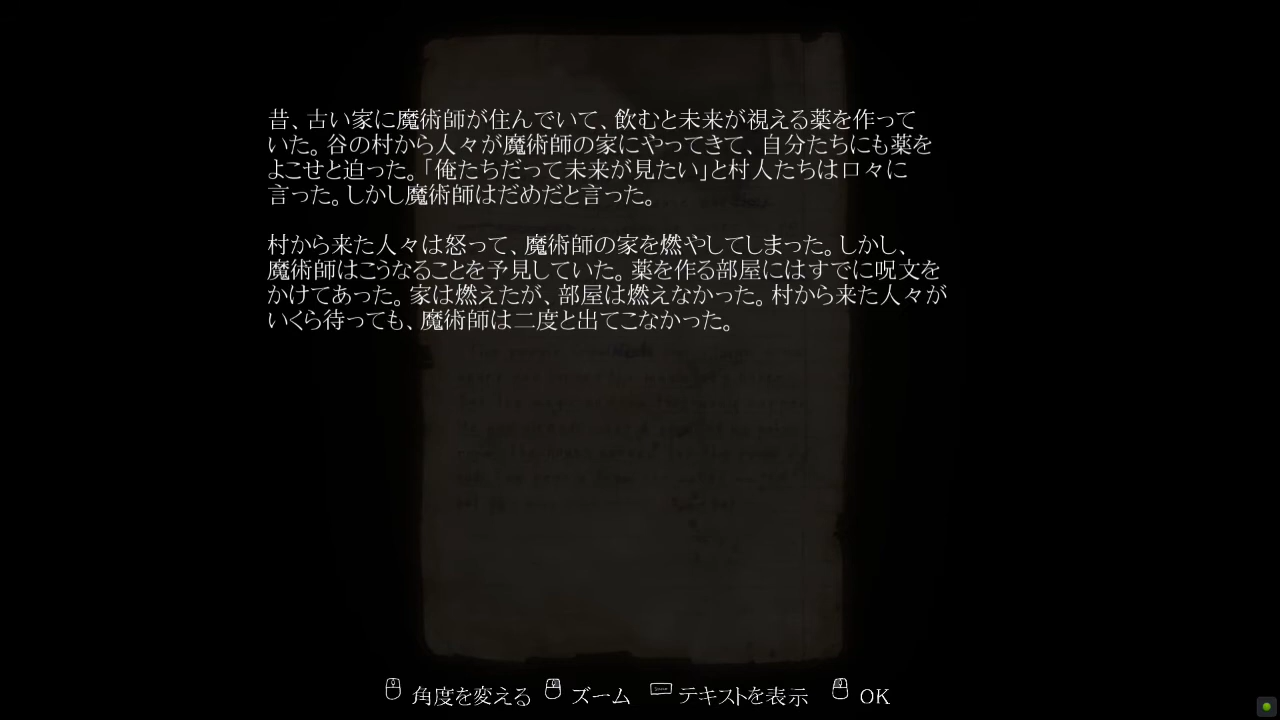 昔、古い家に魔術師が住んでいて、飲むと未来が視える薬を作って
いた。谷の村から人々が魔術師の家にやってきて、自分たちにも薬を
よこせと迫った。「俺たちだって未来が見たい」と村人たちは口々に
言った。しかし魔術師はだめだと言った。
村から来た人々は怒って、魔術師の家を燃やしてしまった。しかし、
魔術師はこうなることを予見していた。薬を作る部屋にはすでに呪文を
かけてあった。家は燃えたが、部屋は燃えなかった。村から来た人々が
いくら待っても、魔術師は二度と出てこなかった。
角度を変える ズーム テキストを表示 OK